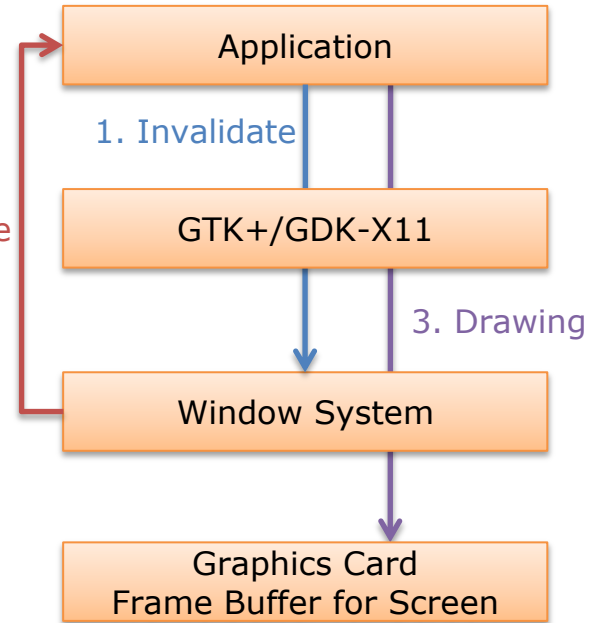 Application
1. Invalidate
GTK+/GDK-X11
e
3. Drawing
Window System
Graphics Card
Frame Buffer for Screen